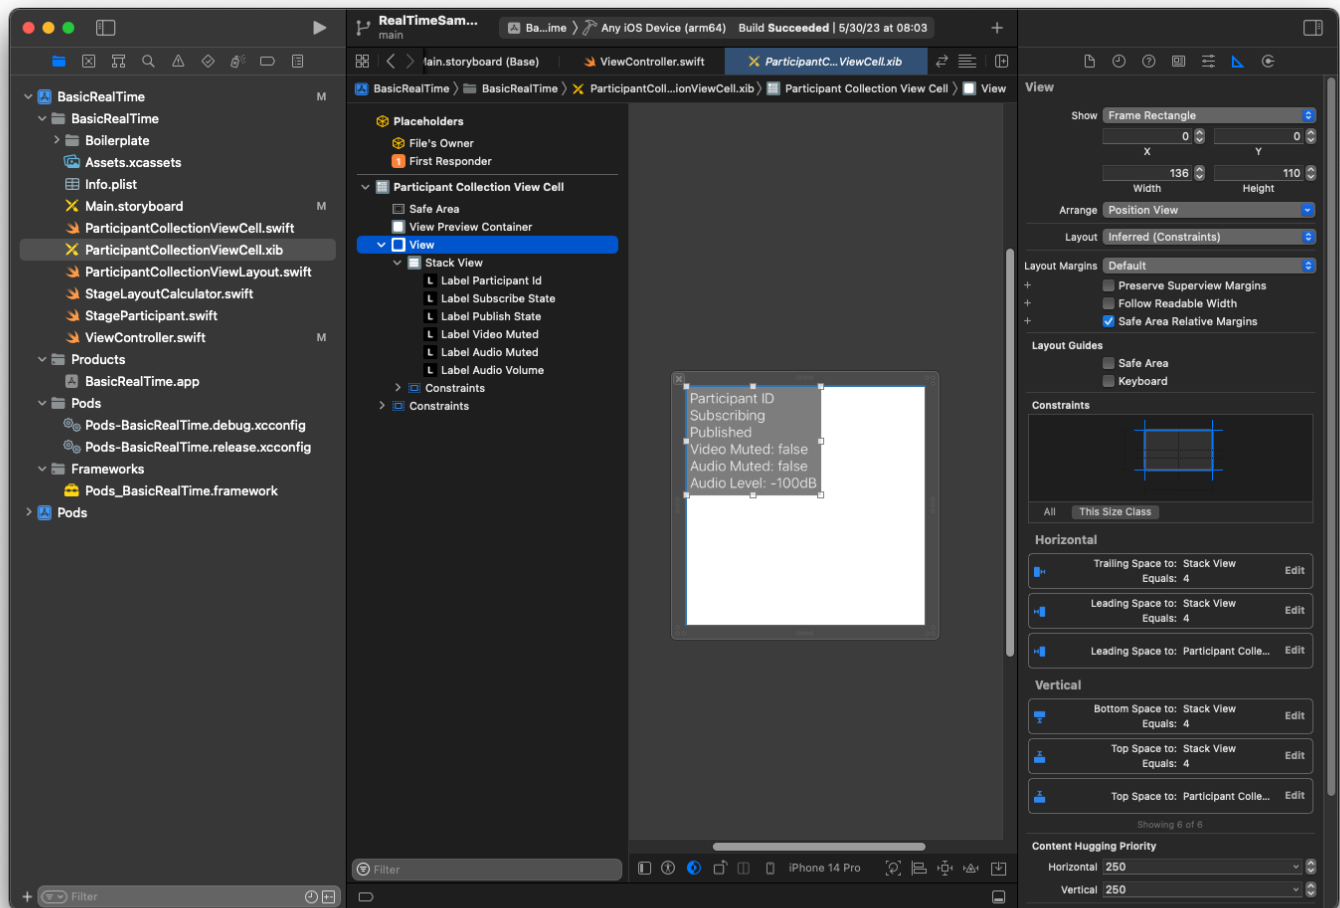 RealTimeSam...
main
Ba...ime
Any iOS Device (arm64)
Build Succeeded | 5/30/23 at 08:03
BasicRealTime
M
BasicRealTime
Boilerplate
Assets.xcassets
Info.plist
Main.storyboard
M
ParticipantCollectionViewCell.swift
ParticipantCollectionViewCell.xib
ParticipantCollectionViewLayout.swift
StageLayoutCalculator.swift
StageParticipant.swift
ViewController.swift
M
Products
BasicRealTime.app
Pods
Pods-BasicRealTime.debug.xcconfig
Pods-BasicRealTime.release.xcconfig
Frameworks
Pods_BasicRealTime.framework
Pods
Filter
ain.storyboard (Base)
ViewController.swift
ParticipantC...ViewCell.xib
BasicRealTime
BasicRealTime
ParticipantColl...ionViewCell.xib
Participant Collection View Cell
View
Placeholders
File's Owner
1
First Responder
Participant Collection View Cell
Safe Area
View Preview Container
View
Stack View
L Label Participant Id
L Label Subscribe State
L Label Publish State
L Label Video Muted
L Label Audio Muted
L Label Audio Volume
Constraints
Constraints
Filter
Participant ID
Subscribing
Published
Video Muted: false
Audio Muted: false
Audio Level: -100dB
iPhone 14 Pro
View
Show Frame Rectangle
0 0
X Y
136 110
Width Height
Arrange Position View
Layout Inferred (Constraints)
Layout Margins Default
Preserve Superview Margins
Follow Readable Width
Safe Area Relative Margins
Layout Guides
Safe Area
Keyboard
Constraints
All This Size Class
Horizontal
Trailing Space to: Stack View
Equals: 4
Edit
Leading Space to: Stack View
Equals: 4
Edit
Leading Space to: Participant Colle...
Edit
Vertical
Bottom Space to: Stack View
Equals: 4
Edit
Top Space to: Stack View
Equals: 4
Edit
Top Space to: Participant Colle...
Edit
Showing 6 of 6
Content Hugging Priority
Horizontal 250
Vertical 250